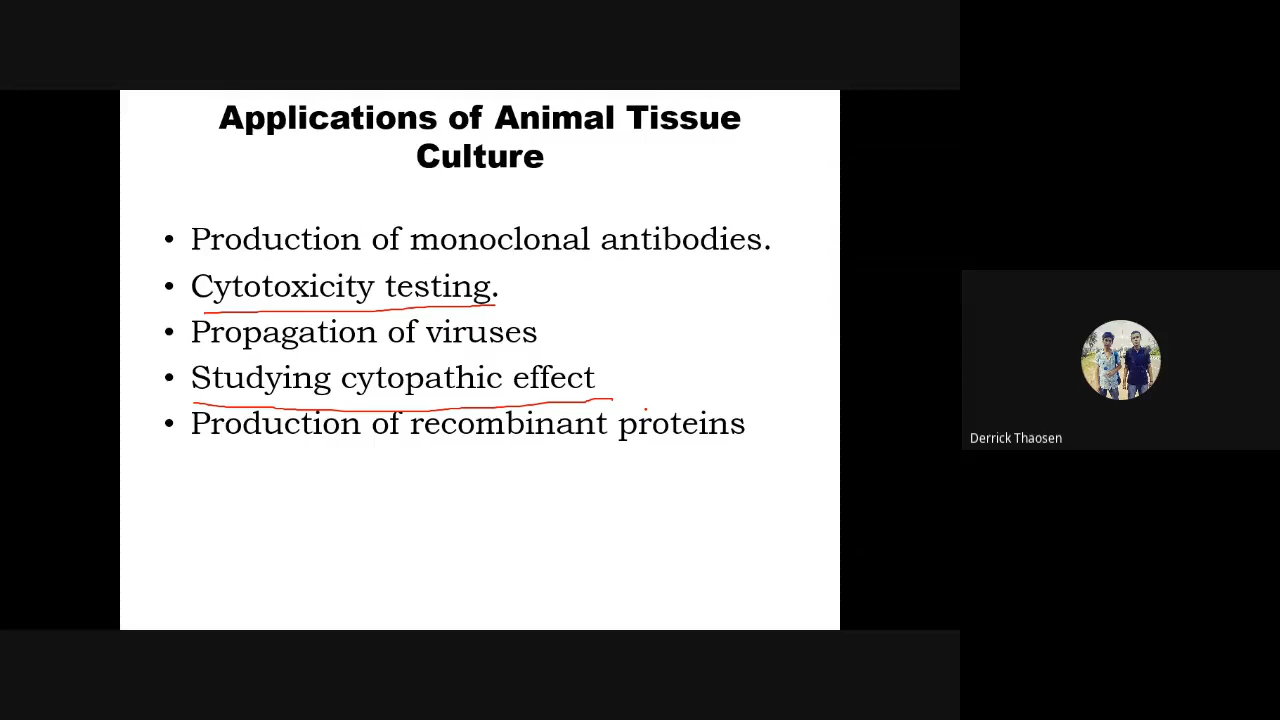 Applications of Animal Tissue
Culture
• Production of monoclonal antibodies.
• Cytotoxicity testing.
• Propagation of viruses
• Studying cytopathic effect
• Production of recombinant proteins
Derrick Thaosen